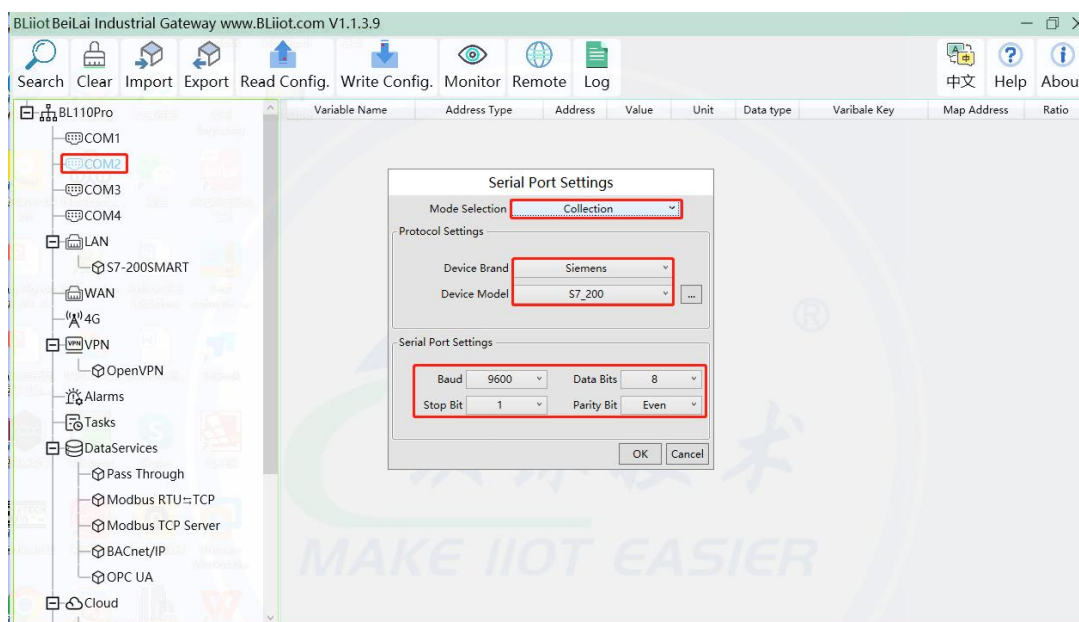 BLiiot BeiLai Industrial Gateway www.BLiiot.com V1.1.3.9
Search Clear Import Export Read Config. Write Config. Monitor Remote Log 中文 Help Abou
Variable Name Address Type Address Value Unit Data type Varibale Key Map Address Ratio
BL110Pro
COM1
COM2
COM3
COM4
LAN
S7-200SMART
WAN
4G
VPN
OpenVPN
Alarms
Tasks
DataServices
Pass Through
Modbus RTU⇆TCP
Modbus TCP Server
BACnet/IP
OPC UA
Cloud
Serial Port Settings
Mode Selection Collection
Protocol Settings
Device Brand Siemens
Device Model S7_200 ...
Serial Port Settings
Baud 9600 Data Bits 8
Stop Bit 1 Parity Bit Even
OK Cancel
MAKE IIOT EASIER